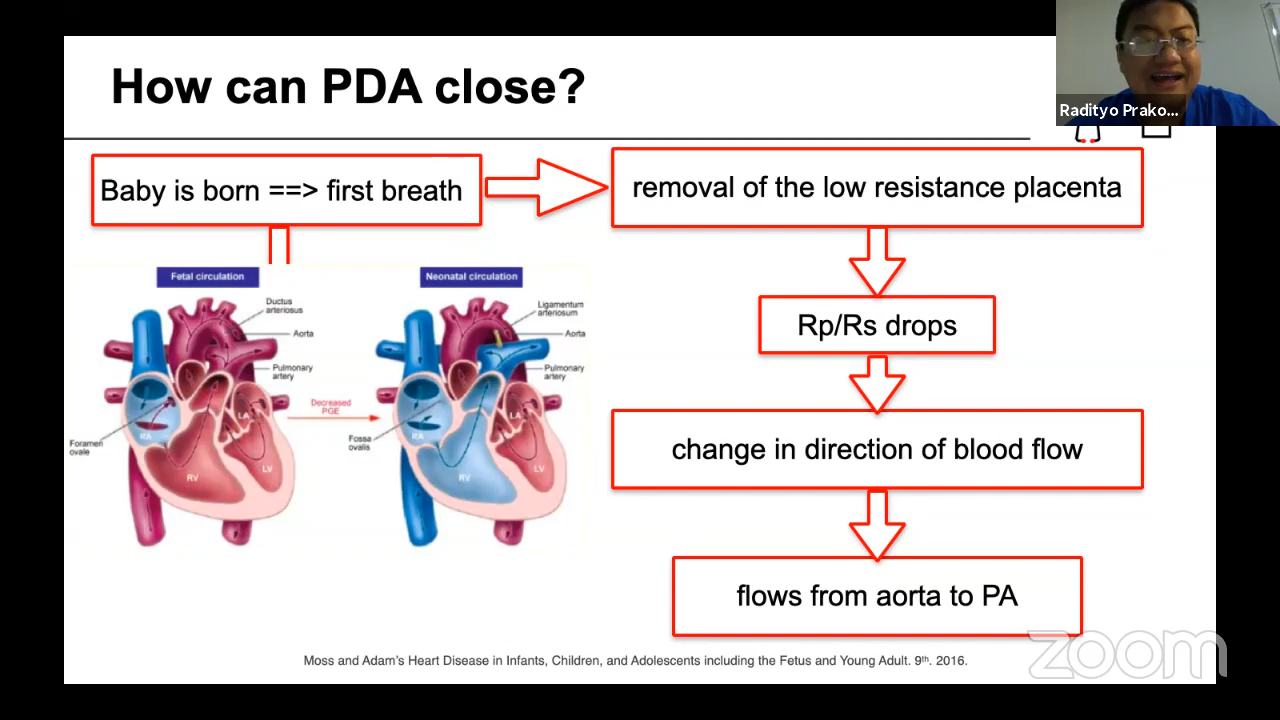 How can PDA close?
Radityo Prako...
Baby is born ==> first breath
removal of the low resistance placenta
Rp/Rs drops
change in direction of blood flow
flows from aorta to PA
Fetal circulation
Ductus
arteriosus
Aorta
Pulmonary
artery
Foramen
ovale
RA
LA
RV
LV
Decreased
PGE
Neonatal circulation
Ligamentum
arteriosum
Aorta
Pulmonary
artery
Fossa
ovalis
RA
LA
RV
LV
Moss and Adam's Heart Disease in Infants, Children, and Adolescents including the Fetus and Young Adult. 9th. 2016.
zoom